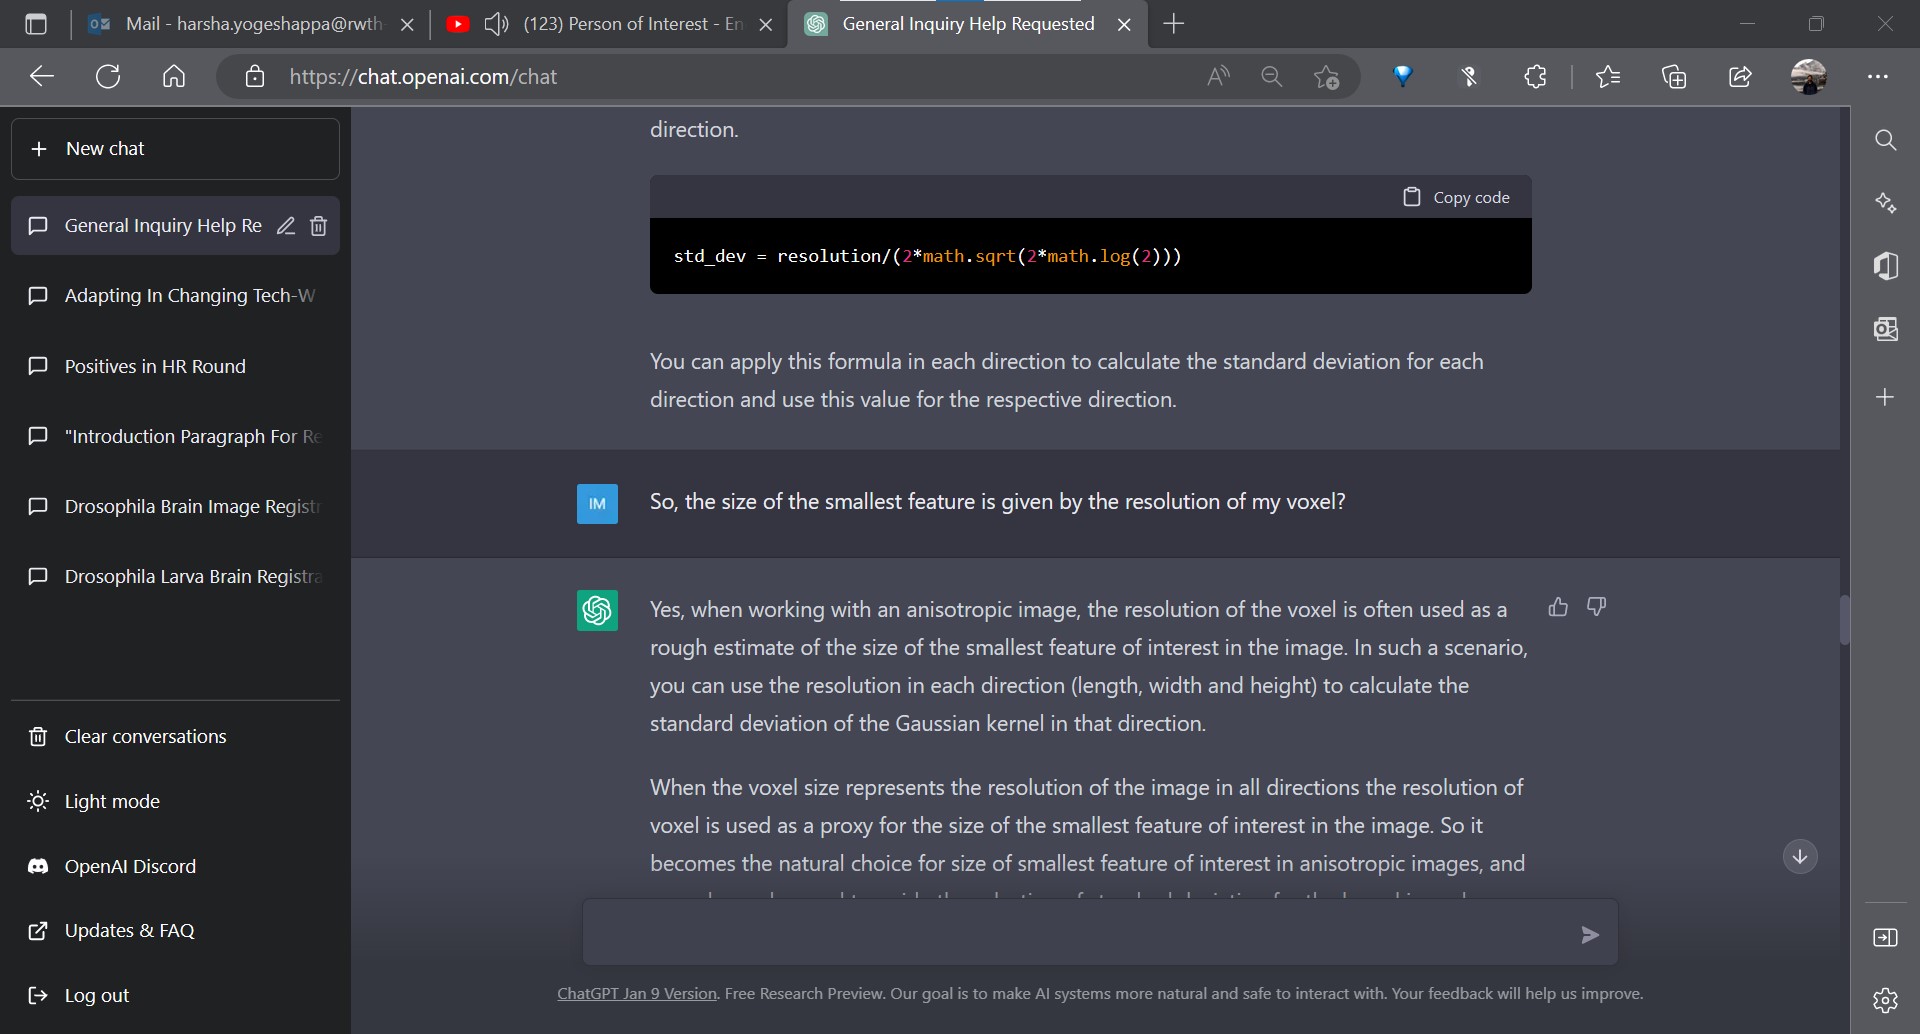 Mail - harsha.yogeshappa@rwth-
(123) Person of Interest - En
General Inquiry Help Requested
https://chat.openai.com/chat
New chat
General Inquiry Help Re
Adapting In Changing Tech-W
Positives in HR Round
"Introduction Paragraph For Re
Drosophila Brain Image Registr
Drosophila Larva Brain Registra
Clear conversations
Light mode
OpenAI Discord
Updates & FAQ
Log out
direction.
Copy code
std_dev = resolution/(2*math.sqrt(2*math.log(2)))
You can apply this formula in each direction to calculate the standard deviation for each
direction and use this value for the respective direction.
IM
So, the size of the smallest feature is given by the resolution of my voxel?
Yes, when working with an anisotropic image, the resolution of the voxel is often used as a
rough estimate of the size of the smallest feature of interest in the image. In such a scenario,
you can use the resolution in each direction (length, width and height) to calculate the
standard deviation of the Gaussian kernel in that direction.
When the voxel size represents the resolution of the image in all directions the resolution of
voxel is used as a proxy for the size of the smallest feature of interest in the image. So it
becomes the natural choice for size of smallest feature of interest in anisotropic images, and
ChatGPT Jan 9 Version. Free Research Preview. Our goal is to make AI systems more natural and safe to interact with. Your feedback will help us improve.